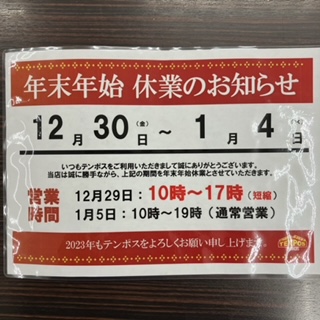 年末年始 休業のお知らせ
12月30日(金)～1月4日
いつもテンポスをご利用いただきまして誠にありがとうございます。
当店は誠に勝手ながら、上記の期間を年末年始休業とさせていただきます。
営業時間
12月29日：10時～17時（短縮）
1月5日：10時～19時（通常営業）
2023年もテンポスをよろしくお願い申し上げます。
TENPOS